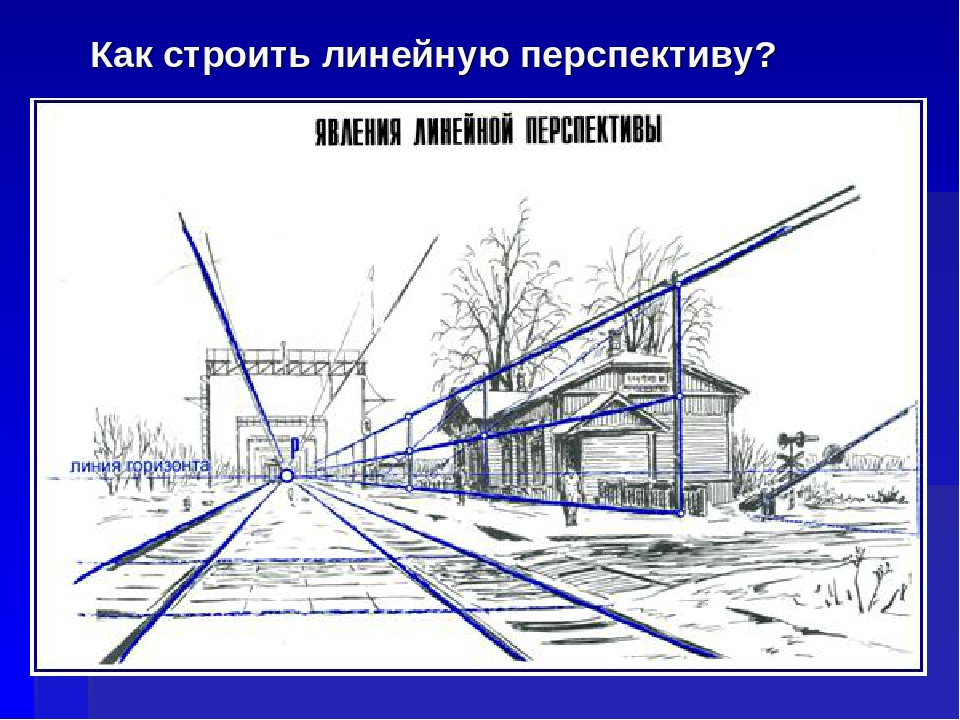 Как строить линейную перспективу?
ЯВЛЕНИЯ ЛИНЕЙНОЙ ПЕРСПЕКТИВЫ
P
линия горизонта